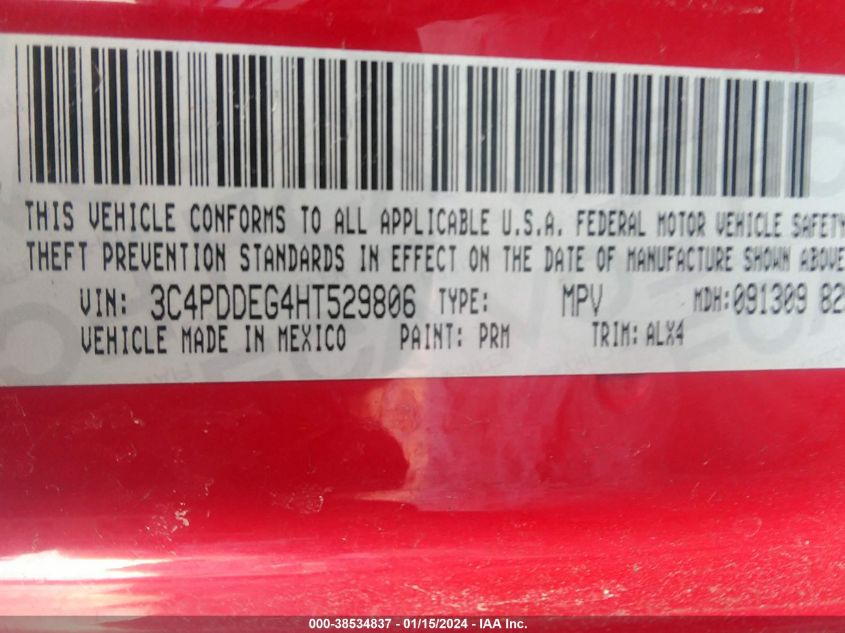 THIS VEHICLE CONFORMS TO ALL APPLICABLE U.S.A. FEDERAL MOTOR VEHICLE SAFETY
THEFT PREVENTION STANDARDS IN EFFECT ON THE DATE OF MANUFACTURE SHOWN ABOVE
VIN: 3C4PDDEG4HT529806 TYPE: MPV MDH:091309 82
VEHICLE MADE IN MEXICO PAINT: PRM TRIM: ALX4
000-38534837 - 01/15/2024 - IAA Inc.